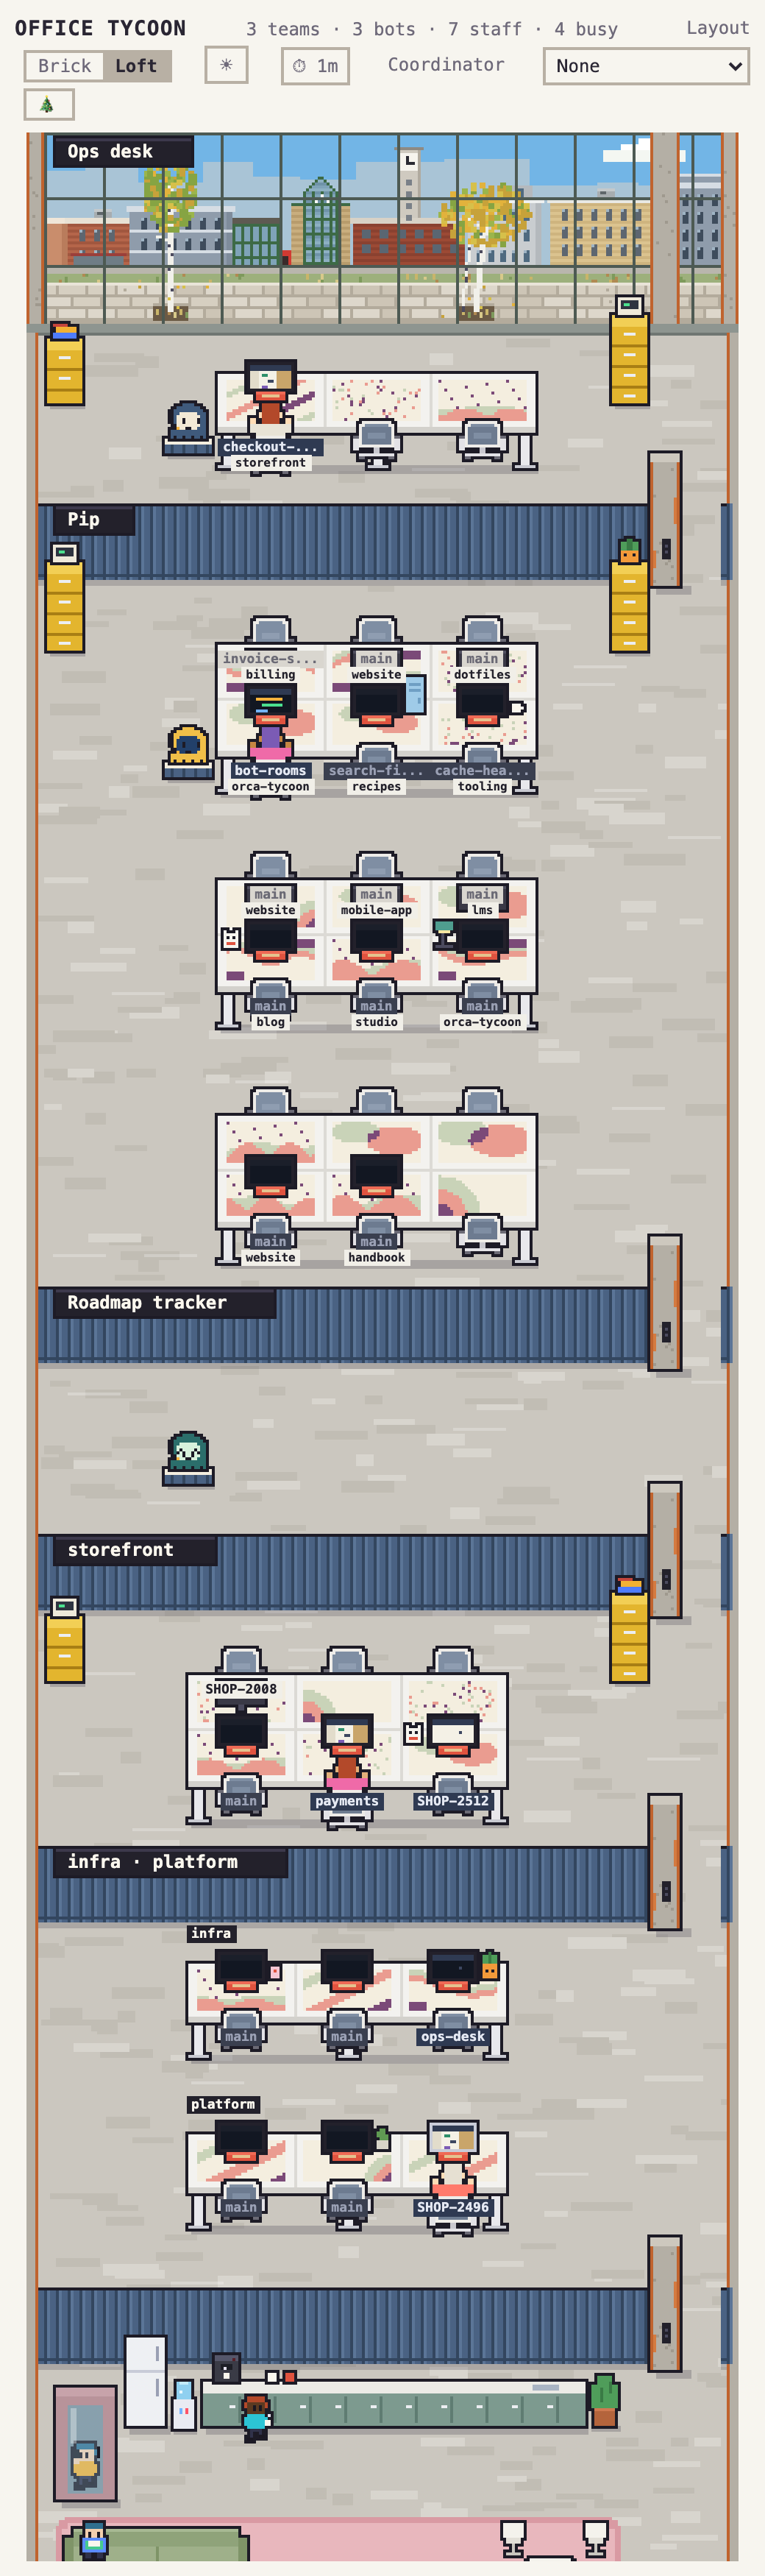 OFFICE TYCOON
3 teams · 3 bots · 7 staff · 4 busy
Layout
Brick
Loft
1m
Coordinator
None
Ops desk
checkout-...
storefront
Pip
invoice-s...
main
main
billing
website
dotfiles
bot-rooms
search-fi...
cache-hea...
orca-tycoon
recipes
tooling
main
main
main
website
mobile-app
lms
main
main
main
blog
studio
orca-tycoon
main
main
website
handbook
Roadmap tracker
storefront
SHOP-2008
main
payments
SHOP-2512
infra · platform
infra
main
main
ops-desk
platform
main
main
SHOP-2496